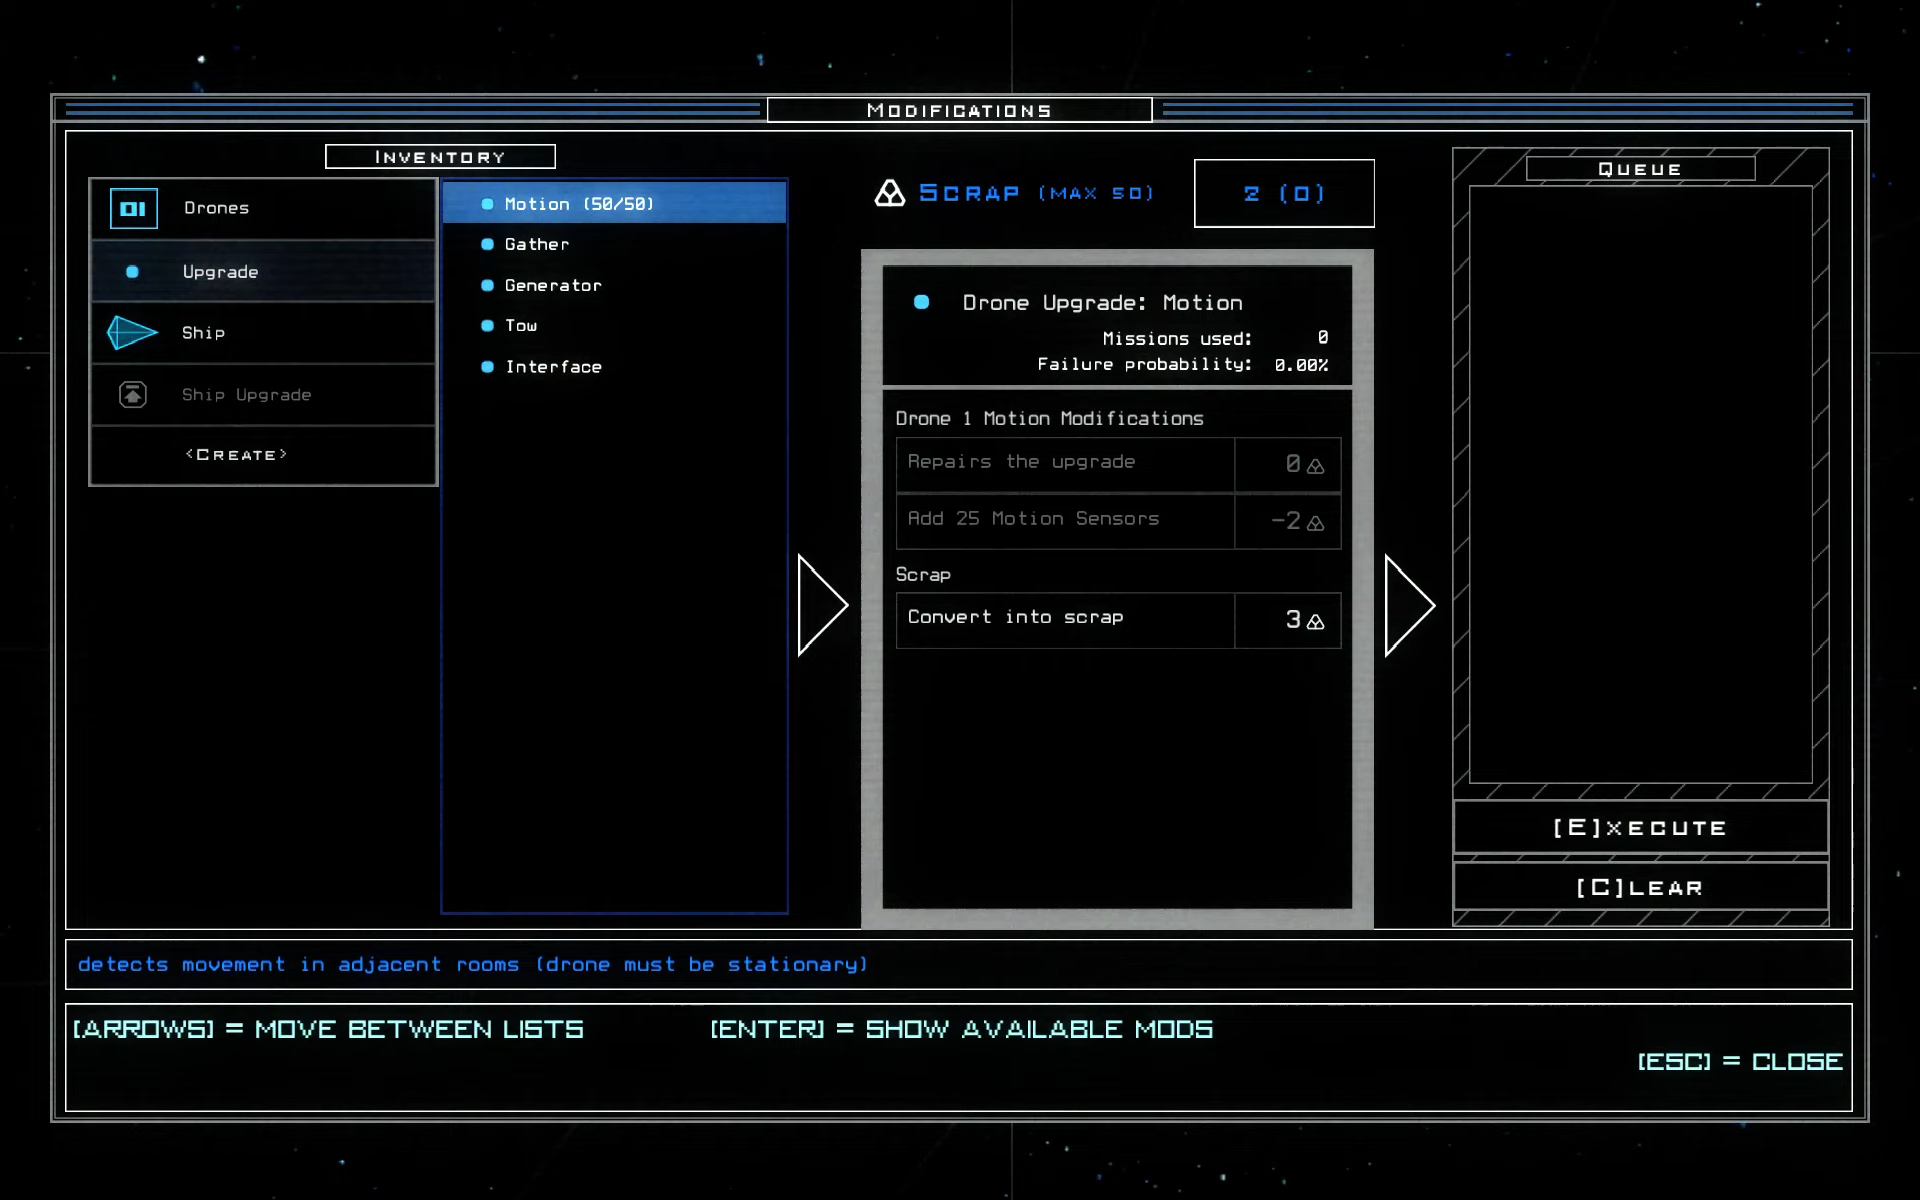 MODIFICATIONS
INVENTORY
01 Drones
Upgrade
Ship
Ship Upgrade
<CREATE>
Motion (50/50)
Gather
Generator
Tow
Interface
SCRAP (MAX 50)
2 (0)
Drone Upgrade: Motion
Missions used: 0
Failure probability: 0.00%
Drone 1 Motion Modifications
Repairs the upgrade 0
Add 25 Motion Sensors -2
Scrap
Convert into scrap 3
QUEUE
[E]XECUTE
[C]LEAR
detects movement in adjacent rooms (drone must be stationary)
[ARROWS] = MOVE BETWEEN LISTS [ENTER] = SHOW AVAILABLE MODS
[ESC] = CLOSE